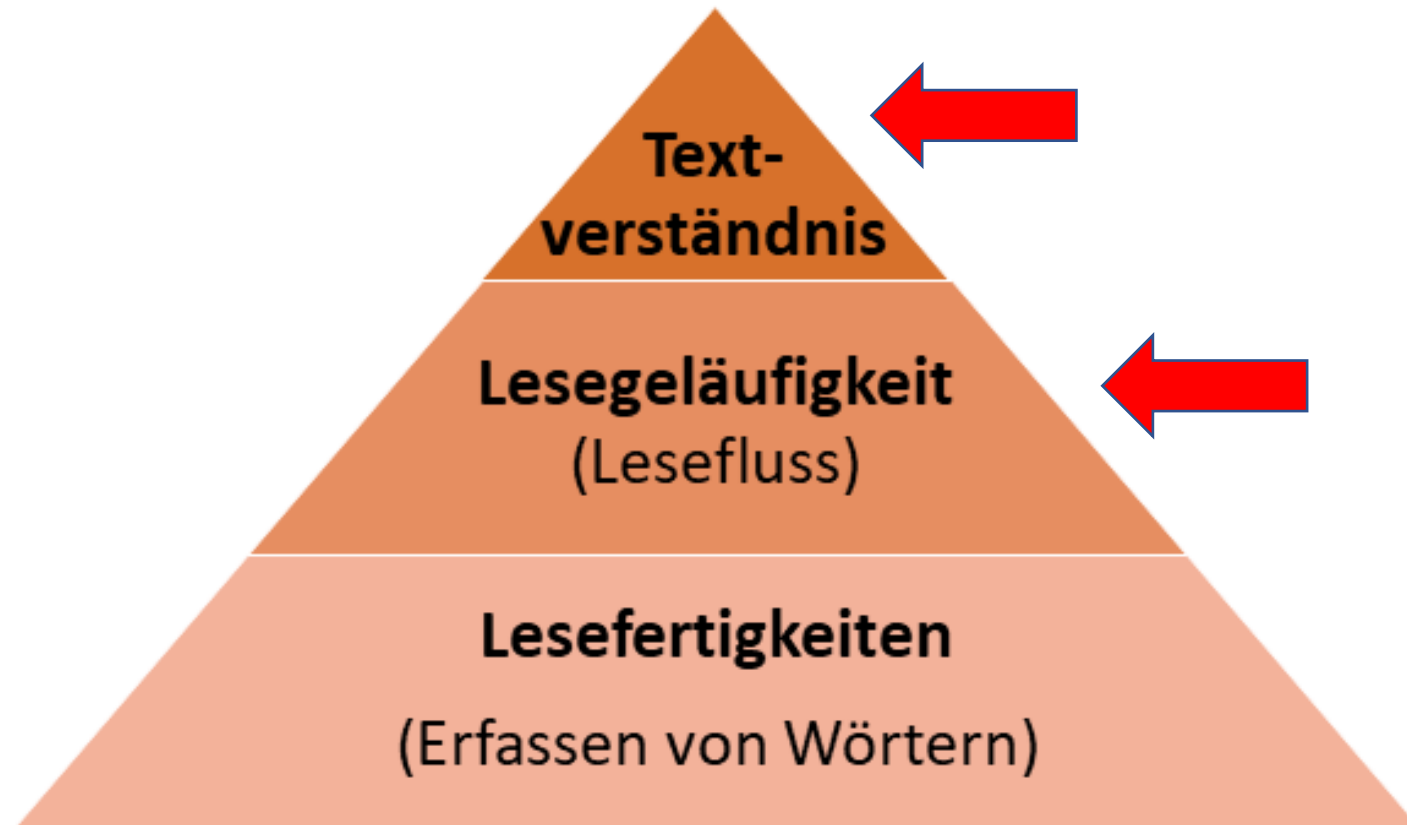 Text-
verständnis
Lesegeläufigkeit
(Lesefluss)
Lesefertigkeiten
(Erfassen von Wörtern)